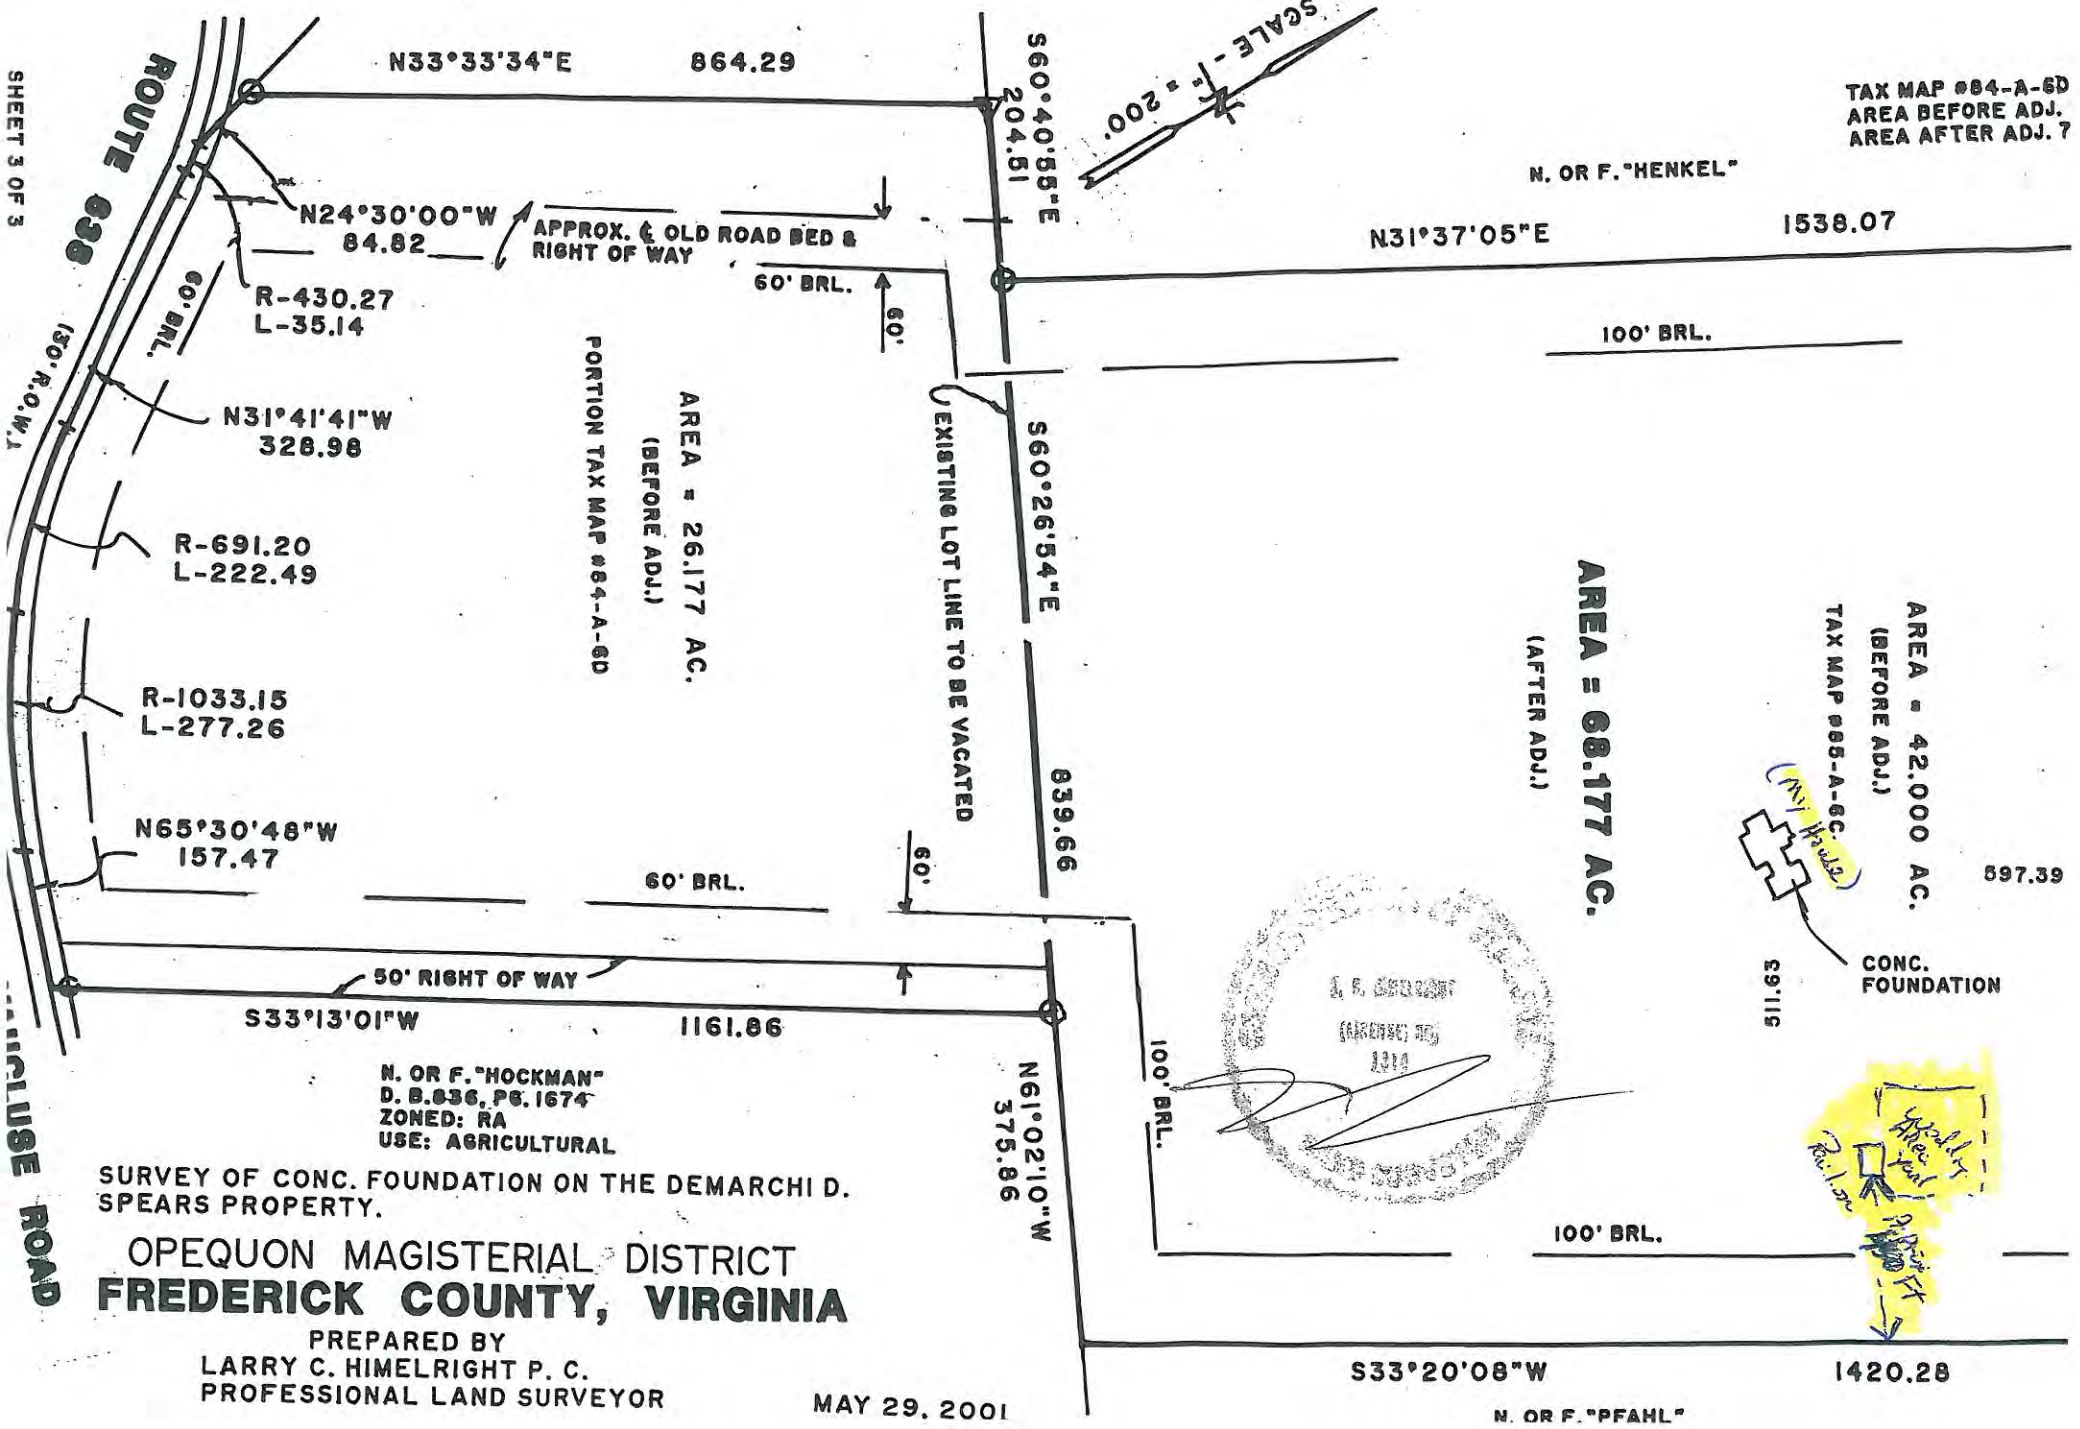 SHEET 3 OF 3
ROUTE 638
(30' R.O.W.)
ROAD
N33°33'34"E 864.29
S60°40'55"E
204.51
SCALE - 1" = 200'
TAX MAP #84-A-6D
AREA BEFORE ADJ.
AREA AFTER ADJ. 7
N. OR F. "HENKEL"
N31°37'05"E 1538.07
N24°30'00"W
84.82
APPROX. ℄ OLD ROAD BED &
RIGHT OF WAY
60' BRL.
60'
R-430.27
L-35.14
60' BRL.
100' BRL.
N31°41'41"W
328.98
R-691.20
L-222.49
R-1033.15
L-277.26
N65°30'48"W
157.47
AREA = 26.177 AC.
(BEFORE ADJ.)
PORTION TAX MAP #84-A-6D
EXISTING LOT LINE TO BE VACATED
S60°26'54"E
839.66
AREA = 68.177 AC.
(AFTER ADJ.)
AREA = 42.000 AC.
(BEFORE ADJ.)
TAX MAP #85-A-6C.
(My House)
597.39
CONC.
FOUNDATION
511.63
60' BRL.
60'
50' RIGHT OF WAY
S33°13'01"W 1161.86
N61°02'10"W
375.86
100' BRL.
100' BRL.
N. OR F. "HOCKMAN"
D. B. 836, PG. 1674
ZONED: RA
USE: AGRICULTURAL
SURVEY OF CONC. FOUNDATION ON THE DEMARCHI D.
SPEARS PROPERTY.
OPEQUON MAGISTERIAL DISTRICT
FREDERICK COUNTY, VIRGINIA
PREPARED BY
LARRY C. HIMELRIGHT P. C.
PROFESSIONAL LAND SURVEYOR
MAY 29, 2001
S33°20'08"W 1420.28
N. OR F. "PFAHL"